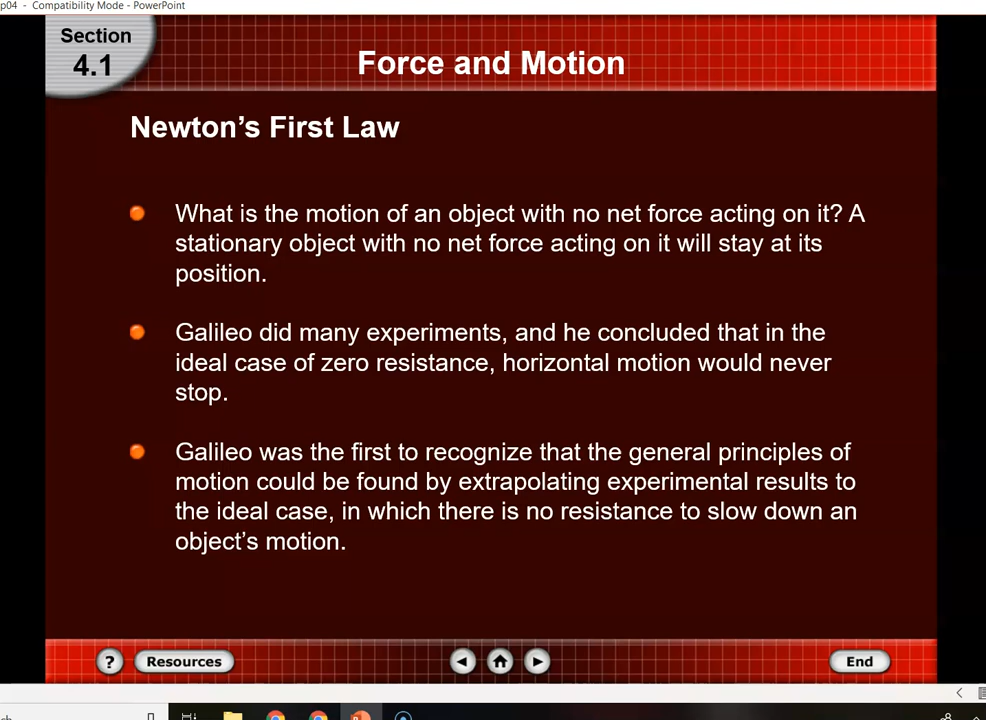 p04 - Compatibility Mode - PowerPoint
Section
4.1
Force and Motion
Newton’s First Law
What is the motion of an object with no net force acting on it? A
stationary object with no net force acting on it will stay at its
position.
Galileo did many experiments, and he concluded that in the
ideal case of zero resistance, horizontal motion would never
stop.
Galileo was the first to recognize that the general principles of
motion could be found by extrapolating experimental results to
the ideal case, in which there is no resistance to slow down an
object’s motion.
?
Resources
End